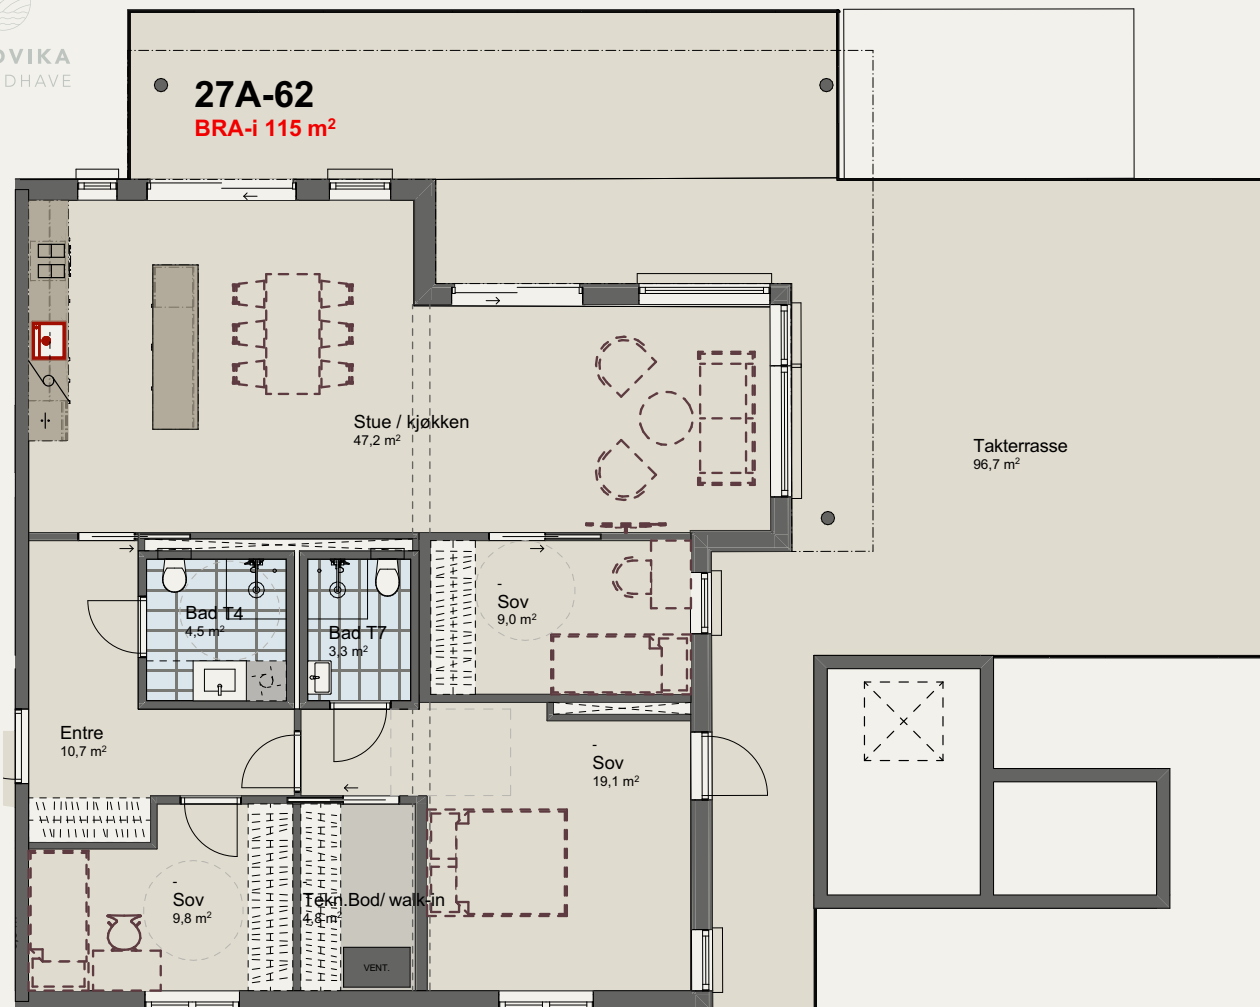 OVIKA
DHAVE
27A-62
BRA-i 115 m²
Stue / kjøkken
47,2 m²
Takterrasse
96,7 m²
Bad T4
4,5 m²
Bad T7
3,3 m²
-
Sov
9,0 m²
Entre
10,7 m²
-
Sov
19,1 m²
-
Sov
9,8 m²
-
Tekn.Bod/ walk-in
4,8 m²
VENT.